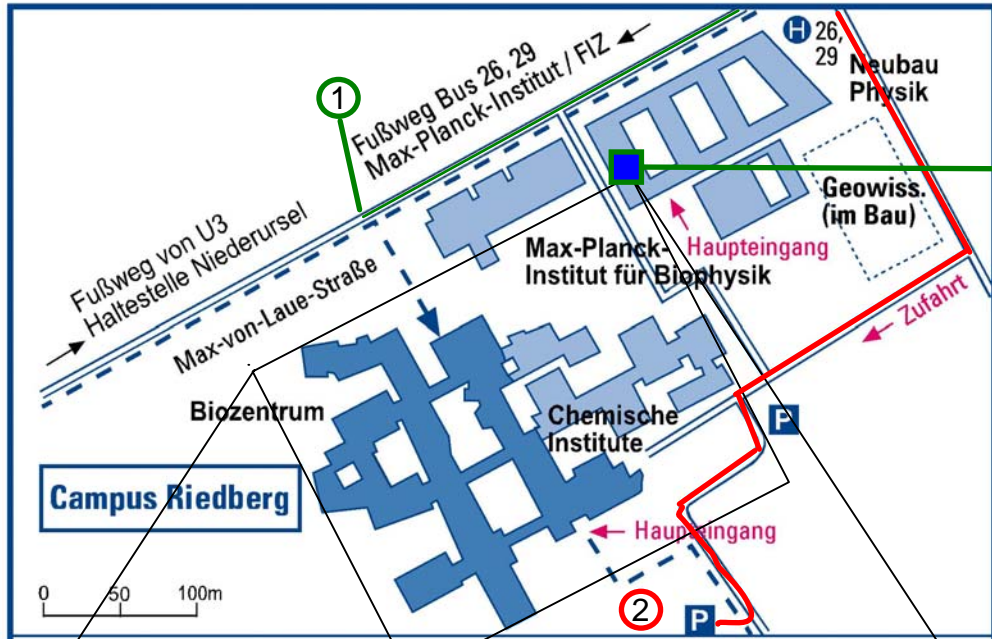 H 26,
29
Neubau
Physik
1
Fußweg Bus 26, 29
Max-Planck-Institut / FIZ
Geowiss.
(im Bau)
Fußweg von U3
Haltestelle Niederursel
Max-Planck-
Institut für Biophysik
Haupteingang
Max-von-Laue-Straße
Zufahrt
Biozentrum
Chemische
Institute
P
Campus Riedberg
Haupteingang
0 50 100m
2
P